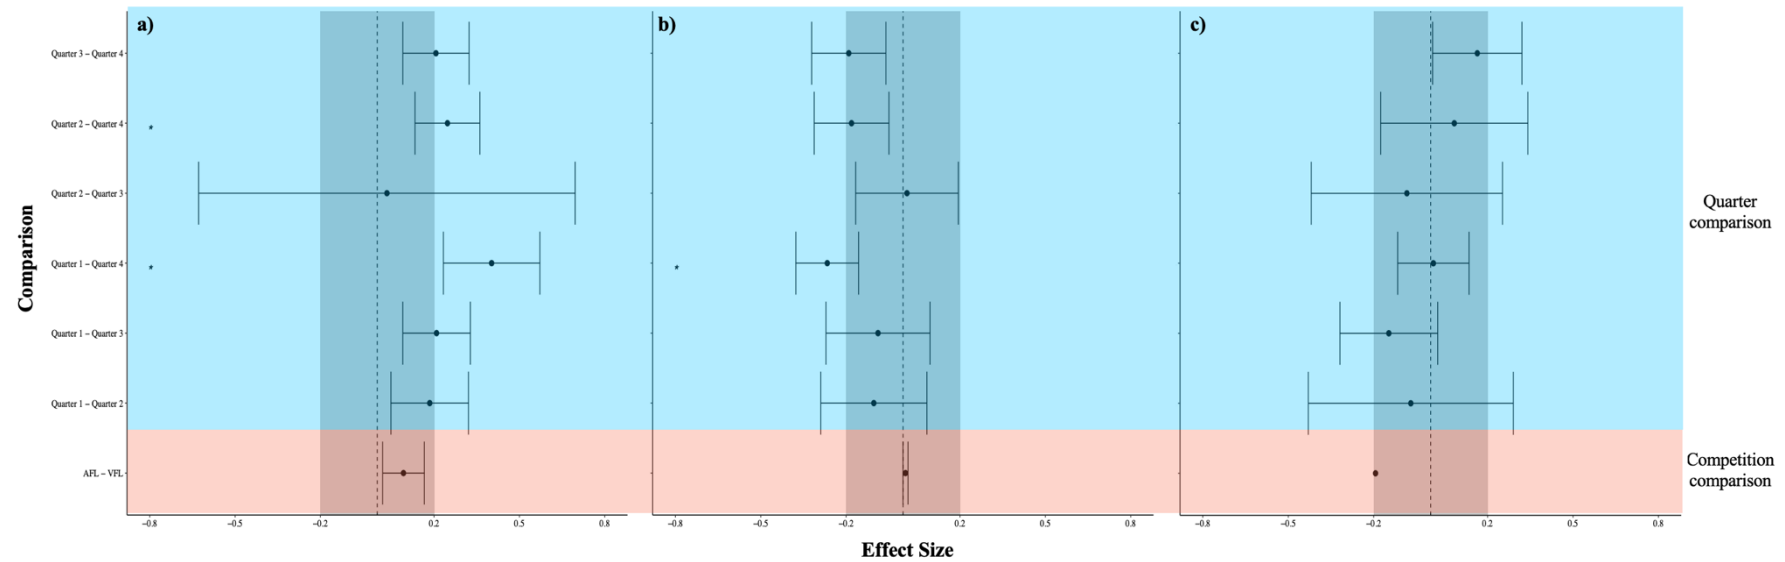 a)
b)
c)
Quarter 3 – Quarter 4
Quarter 2 – Quarter 4
*
Quarter 2 – Quarter 3
Quarter 1 – Quarter 4
*
*
Quarter 1 – Quarter 3
Quarter 1 – Quarter 2
AFL – VFL
Comparison
Quarter
comparison
Competition
comparison
−0.8 −0.5 −0.2 0.2 0.5 0.8
−0.8 −0.5 −0.2 0.2 0.5 0.8
−0.8 −0.5 −0.2 0.2 0.5 0.8
Effect Size